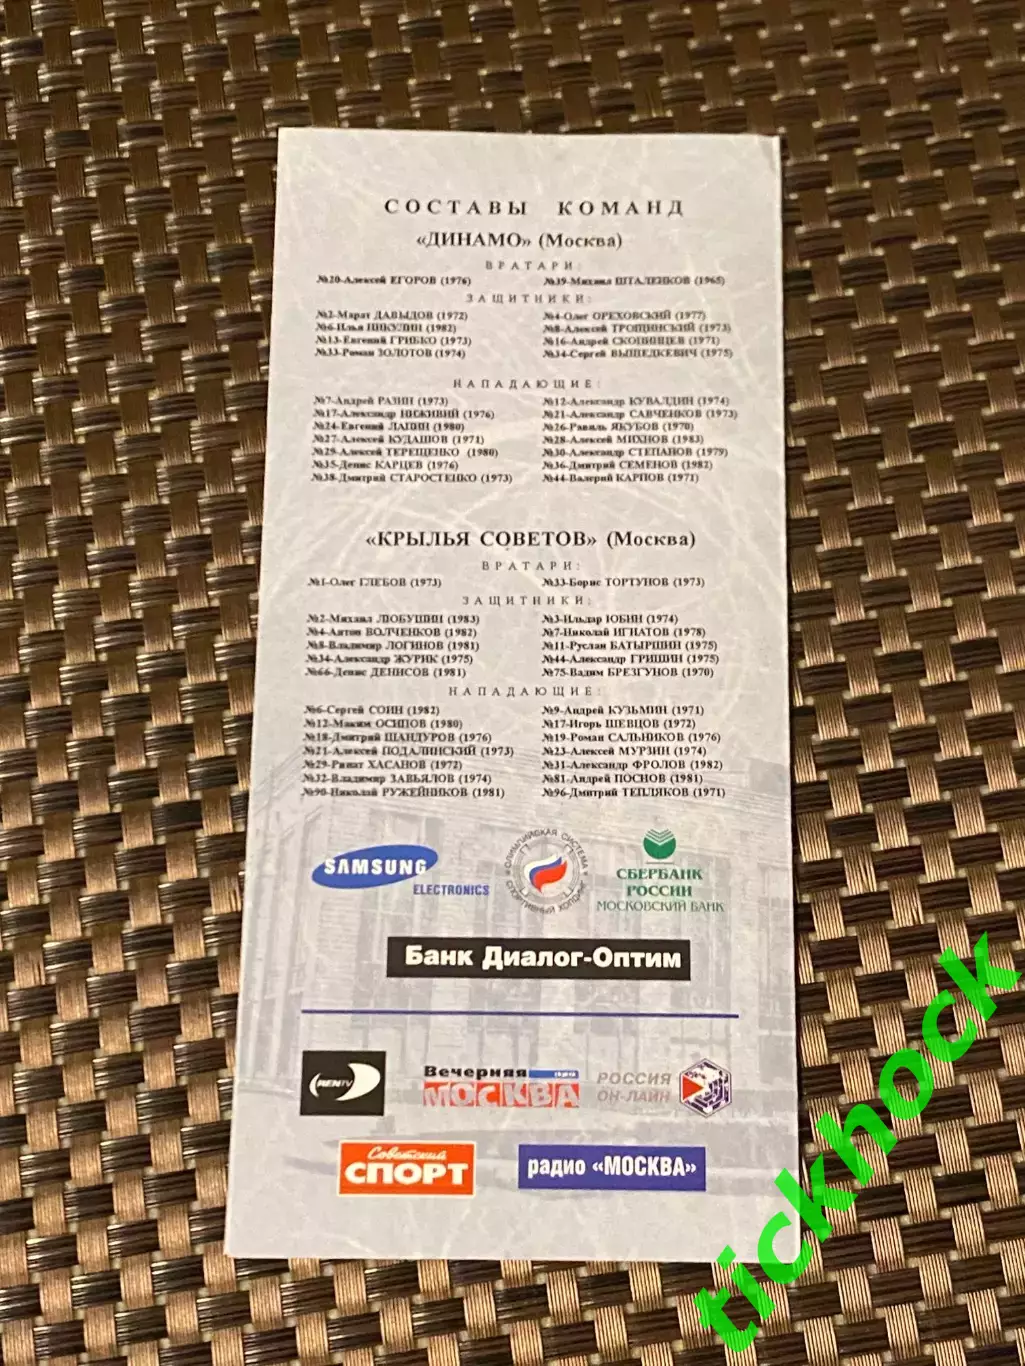 СОСТАВЫ КОМАНД
«ДИНАМО» (Москва)
ВРАТАРИ:
№20-Алексей ЕГОРОВ (1976) №39-Михаил ШТАЛЕНКОВ (1965)
ЗАЩИТНИКИ:
№2-Марат ДАВЫДОВ (1972) №4-Олег ОРЕХОВСКИЙ (1977)
№6-Илья НИКУЛИН (1982) №8-Алексей ТРОЩИНСКИЙ (1973)
№13-Евгений ГРИБКО (1973) №16-Андрей СКОПИНЦЕВ (1971)
№33-Роман ЗОЛОТОВ (1974) №34-Сергей ВЫШЕДКЕВИЧ (1975)
НАПАДАЮЩИЕ:
№7-Андрей РАЗИН (1973) №12-Александр КУВАЛДИН (1974)
№17-Александр НИЖИВИЙ (1976) №21-Александр САВЧЕНКОВ (1973)
№24-Евгений ЛАПИН (1980) №26-Равиль ЯКУБОВ (1970)
№27-Алексей КУДАШОВ (1971) №28-Алексей МИХНОВ (1983)
№29-Алексей ТЕРЕЩЕНКО (1980) №30-Александр СТЕПАНОВ (1979)
№35-Денис КАРЦЕВ (1976) №36-Дмитрий СЕМЕНОВ (1982)
№38-Дмитрий СТАРОСТЕНКО (1973) №44-Валерий КАРПОВ (1971)
«КРЫЛЬЯ СОВЕТОВ» (Москва)
ВРАТАРИ:
№1-Олег ГЛЕБОВ (1973) №33-Борис ТОРТУНОВ (1973)
ЗАЩИТНИКИ:
№2-Михаил ЛЮБУШИН (1983) №3-Ильдар ЮБИН (1974)
№4-Антон ВОЛЧЕНКОВ (1982) №7-Николай ИГНАТОВ (1978)
№8-Владимир ЛОГИНОВ (1981) №11-Руслан БАТЫРШИН (1975)
№34-Александр ЖУРИК (1975) №44-Александр ГРИШИН (1975)
№66-Денис ДЕНИСОВ (1981) №75-Вадим БРЕЗГУНОВ (1970)
НАПАДАЮЩИЕ:
№6-Сергей СОИН (1982) №9-Андрей КУЗЬМИН (1971)
№12-Максим ОСИПОВ (1980) №17-Игорь ШЕВЦОВ (1972)
№18-Дмитрий ШАНДУРОВ (1976) №19-Роман САЛЬНИКОВ (1976)
№21-Алексей ПОДАЛИНСКИЙ (1973) №23-Алексей МУРЗИН (1974)
№29-Ринат ХАСАНОВ (1972) №31-Александр ФРОЛОВ (1982)
№32-Владимир ЗАВЬЯЛОВ (1974) №81-Андрей ПОСНОВ (1981)
№90-Николай РУЖЕЙНИКОВ (1981) №96-Дмитрий ТЕПЛЯКОВ (1971)
SAMSUNG
ELECTRONICS
ОЛИМПИЙСКАЯ СИСТЕМА
СПОРТИВНЫЙ ХОЛДИНГ
СБЕРБАНК
РОССИИ
МОСКОВСКИЙ БАНК
Банк Диалог-Оптим
RENTV
Вечерняя
МОСКВА
РОССИЯ
ОН-ЛАЙН
Советский
СПОРТ
радио «МОСКВА»
tickhock